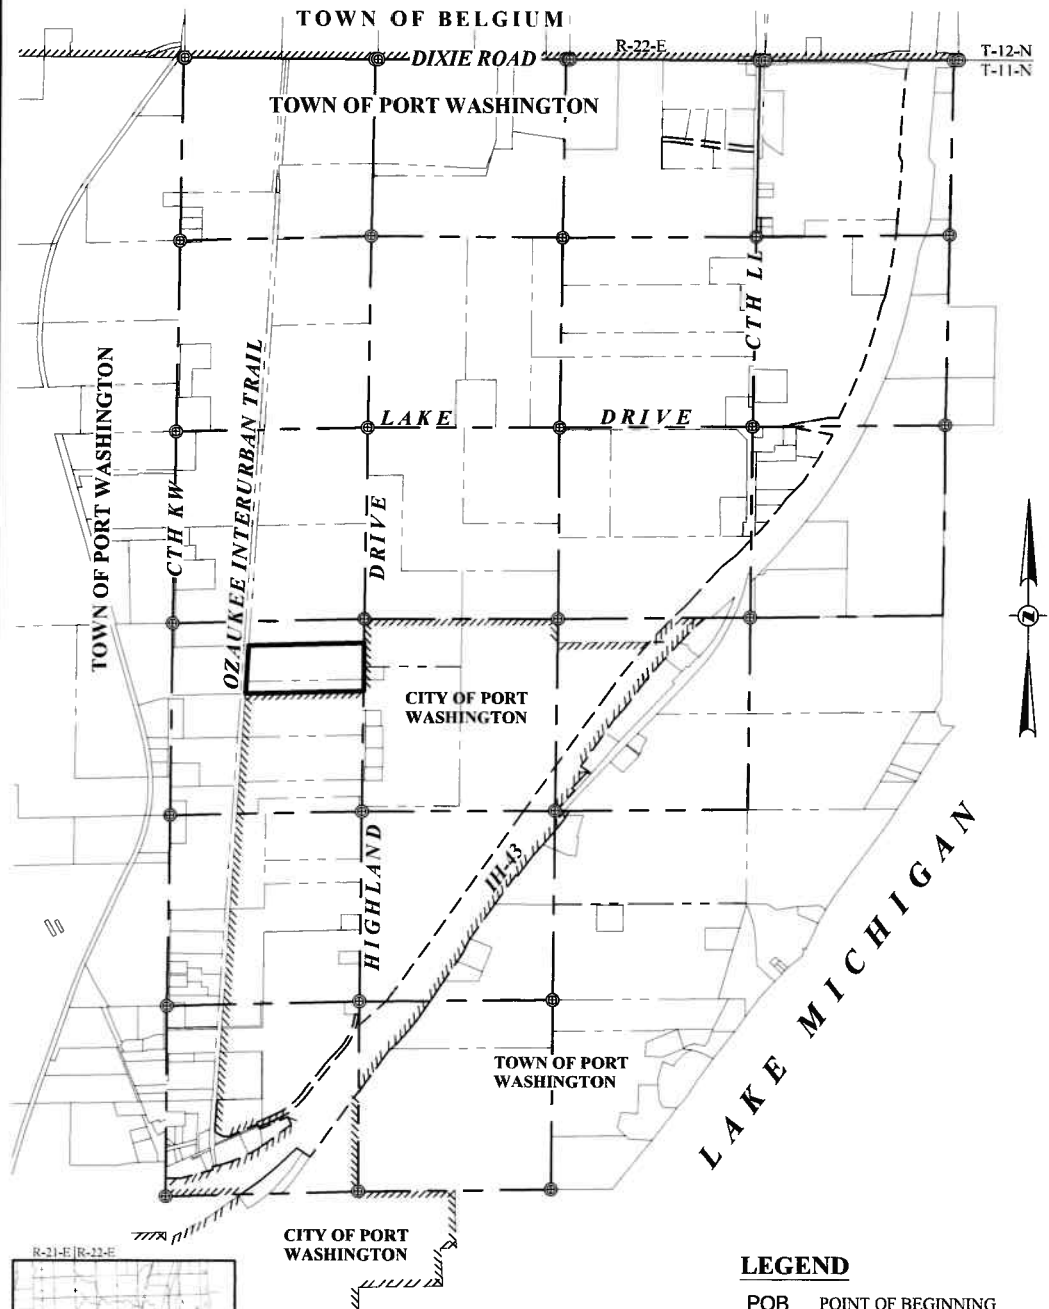 TOWN OF BELGIUM
R-22-E
DIXIE ROAD
T-12-N
T-11-N
TOWN OF PORT WASHINGTON
CTH LL
OZAUKEE INTERURBAN TRAIL
TOWN OF PORT WASHINGTON
LAKE DRIVE
CTH KW
DRIVE
N
CITY OF PORT
WASHINGTON
IH-43
HIGHLAND
LAKE MICHIGAN
TOWN OF PORT
WASHINGTON
CITY OF PORT
WASHINGTON
R-21-E R-22-E
LEGEND
POB POINT OF BEGINNING